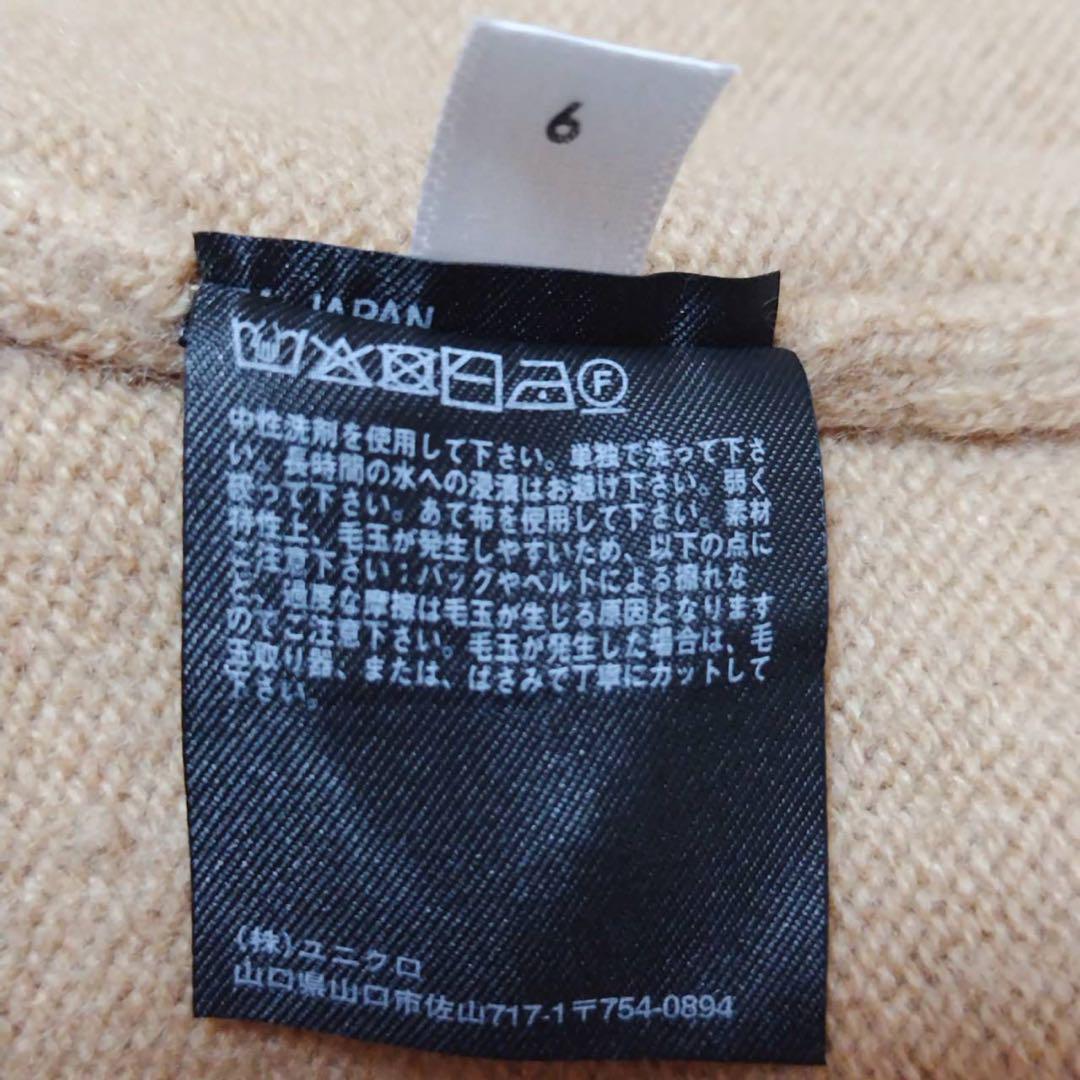 6
JAPAN
F
中性洗剤を使用して下さい。単独で洗って下さ
い。長時間の水への浸漬はお避け下さい。弱く
絞って下さい。あて布を使用して下さい。素材
特性上、毛玉が発生しやすいため、以下の点に
ご注意下さい：バッグやベルトによる擦れな
ど、過度な摩擦は毛玉が生じる原因となります
のでご注意下さい。毛玉が発生した場合は、毛
玉取り器、または、はさみで丁寧にカットして
下さい。
(株)ユニクロ
山口県山口市佐山717-1〒754-0894